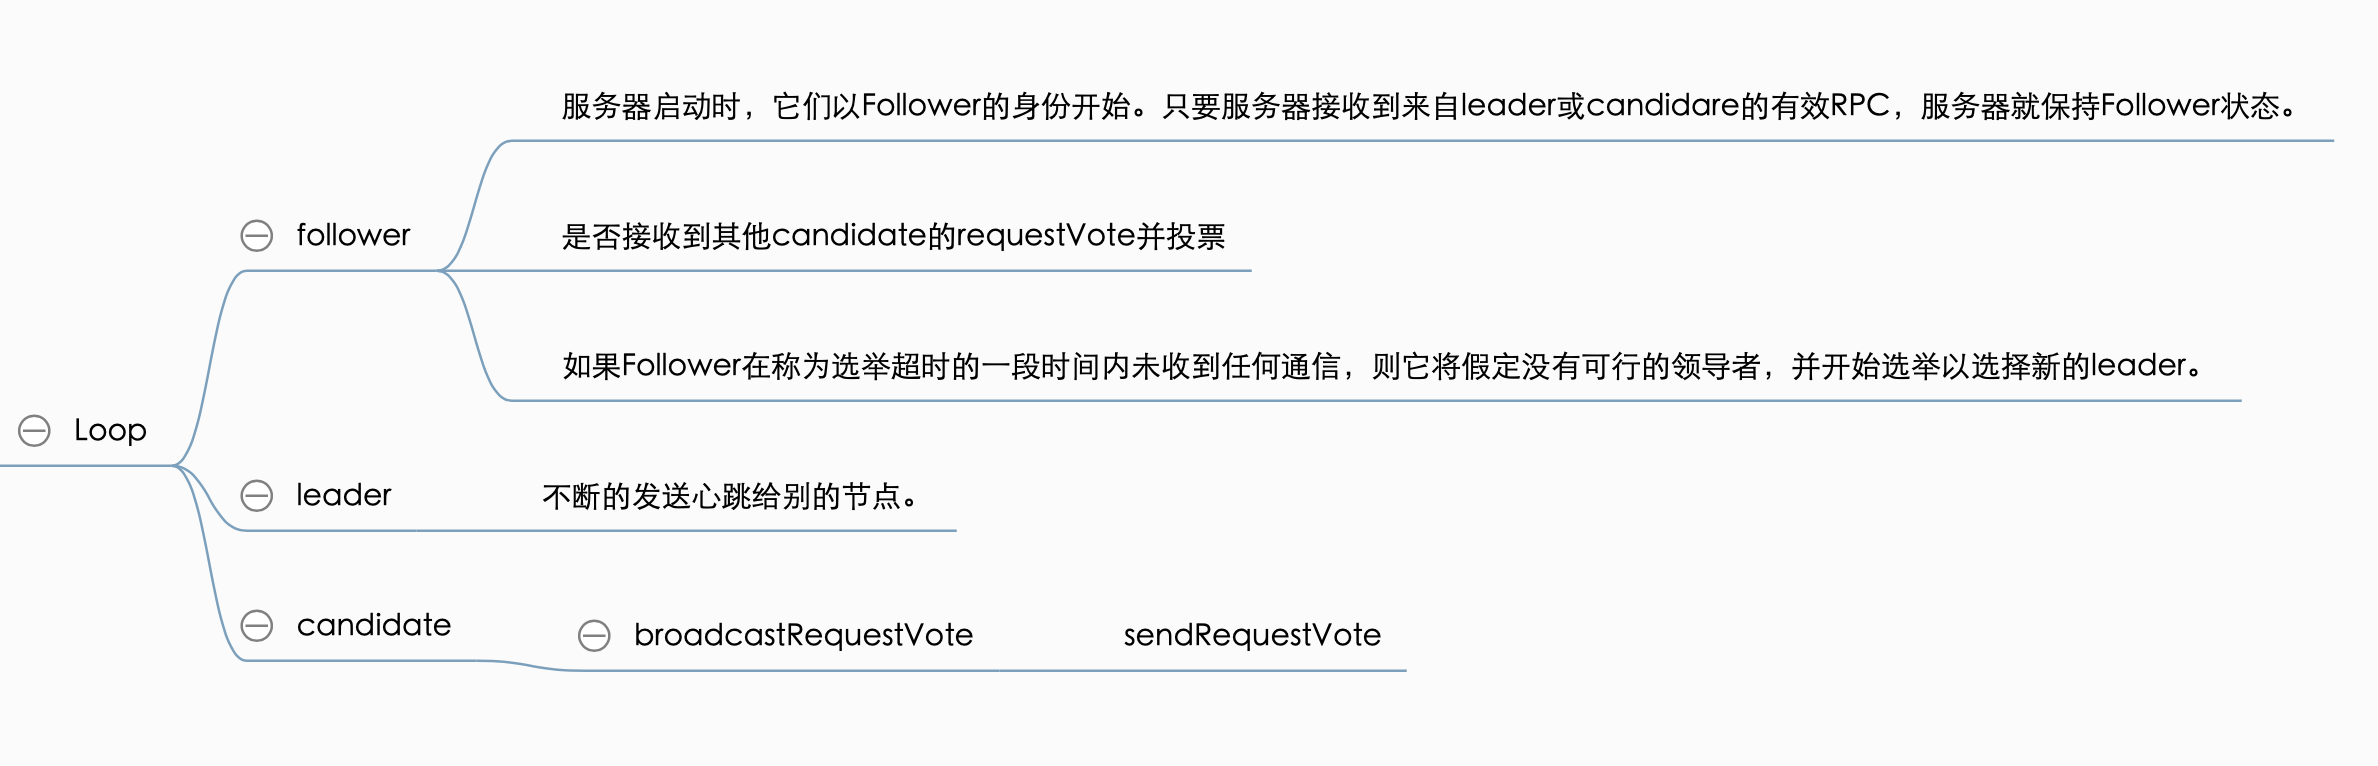 服务器启动时，它们以Follower的身份开始。只要服务器接收到来自leader或candidare的有效RPC，服务器就保持Follower状态。
follower
是否接收到其他candidate的requestVote并投票
如果Follower在称为选举超时的一段时间内未收到任何通信，则它将假定没有可行的领导者，并开始选举以选择新的leader。
Loop
leader
不断的发送心跳给别的节点。
candidate
broadcastRequestVote
sendRequestVote